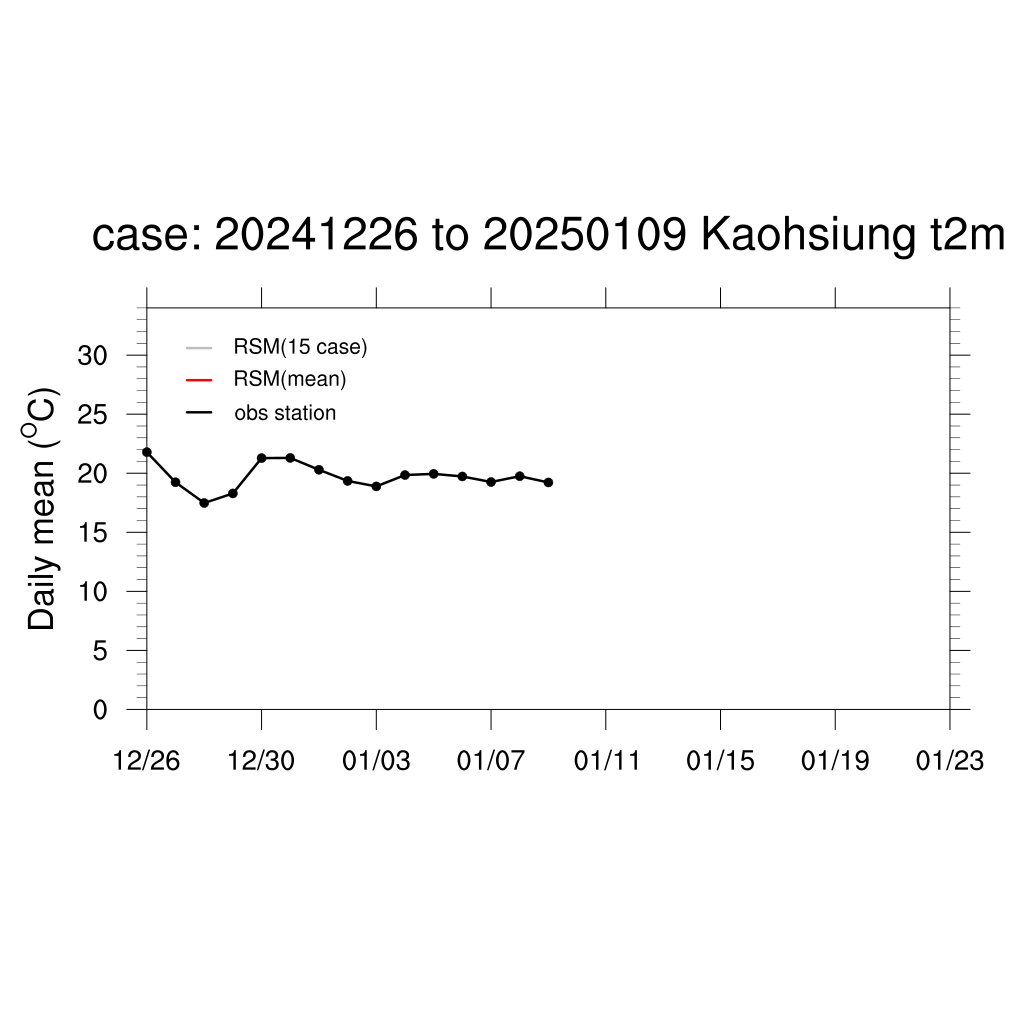 case: 20241226 to 20250109 Kaohsiung t2m
RSM(15 case)
RSM(mean)
obs station
Daily mean (°C)
30
25
20
15
10
5
0
12/26 12/30 01/03 01/07 01/11 01/15 01/19 01/23